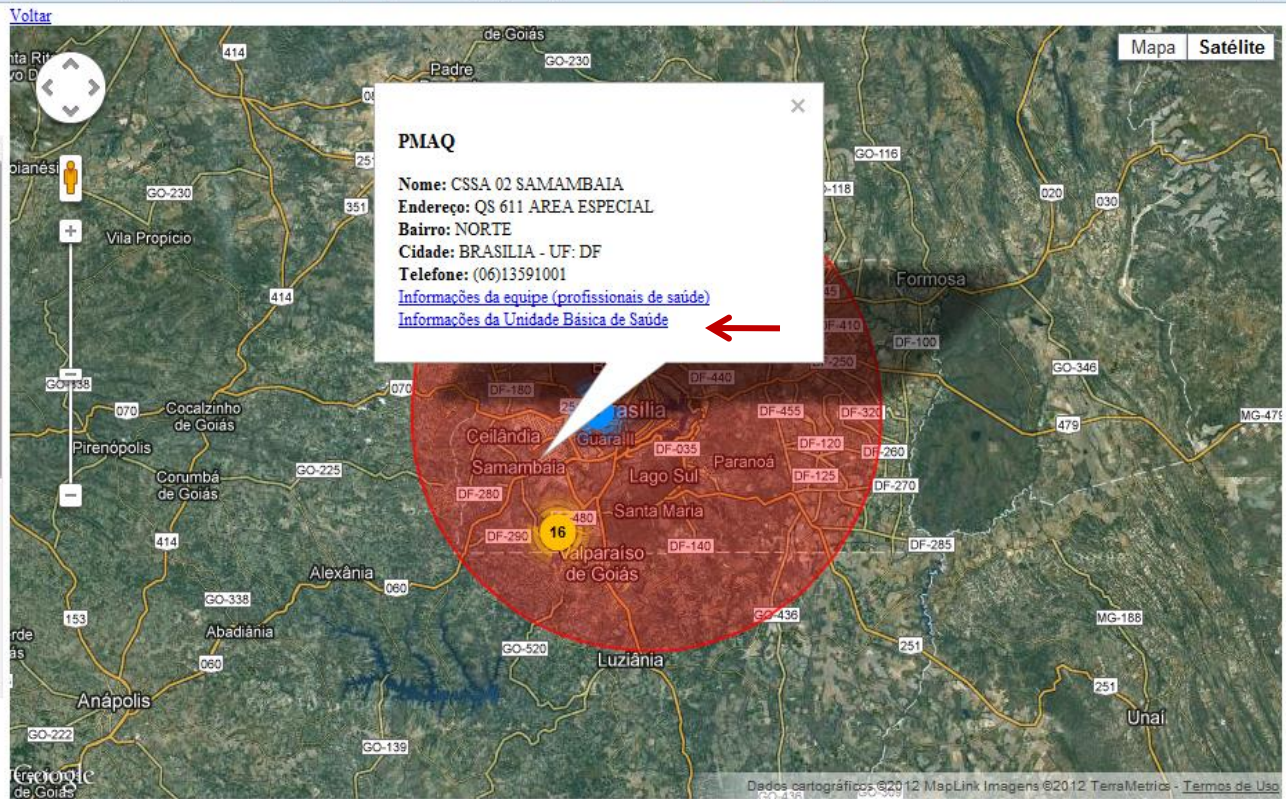 Voltar
de Goiás
Mapa Satélite
414
GO-230
Padre
251
GO-116
GO-230
351
020
030
Vila Propício
414
Formosa
DF-410
DF-100
DF-250
GO-346
PMAQ
Nome: CSSA 02 SAMAMBAIA
Endereço: QS 611 AREA ESPECIAL
Bairro: NORTE
Cidade: BRASILIA - UF: DF
Telefone: (06)13591001
Informações da equipe (profissionais de saúde)
Informações da Unidade Básica de Saúde
070
DF-180
DF-440
070
Cocalzinho
de Goiás
DF-455
DF-320
479
MG-479
Pirenópolis
Ceilândia
Guará II
DF-035
DF-120
DF-260
Samambaia
Lago Sul
Paranoá
DF-125
DF-270
Corumbá
de Goiás
GO-225
DF-280
480
Santa Maria
DF-290
16
Valparaíso
de Goiás
DF-140
DF-285
414
Alexânia
060
GO-338
153
Abadiânia
060
GO-436
MG-188
GO-520
Luziânia
251
251
Anápolis
Unaí
GO-222
GO-139
Google
de Goiás
Dados cartográficos ©2012 MapLink Imagens ©2012 TerraMetrics - Termos de Uso